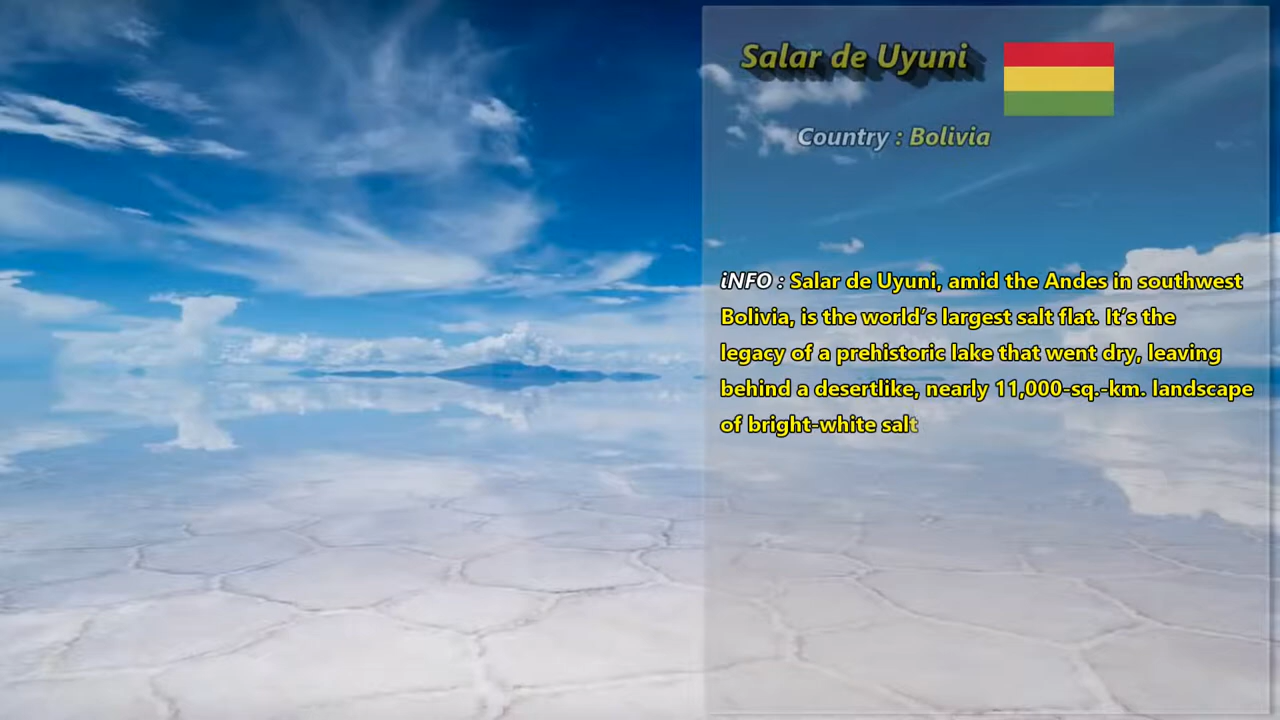 Salar de Uyuni
Country : Bolivia
iNFO : Salar de Uyuni, amid the Andes in southwest
Bolivia, is the world’s largest salt flat. It’s the
legacy of a prehistoric lake that went dry, leaving
behind a desertlike, nearly 11,000-sq.-km. landscape
of bright-white salt